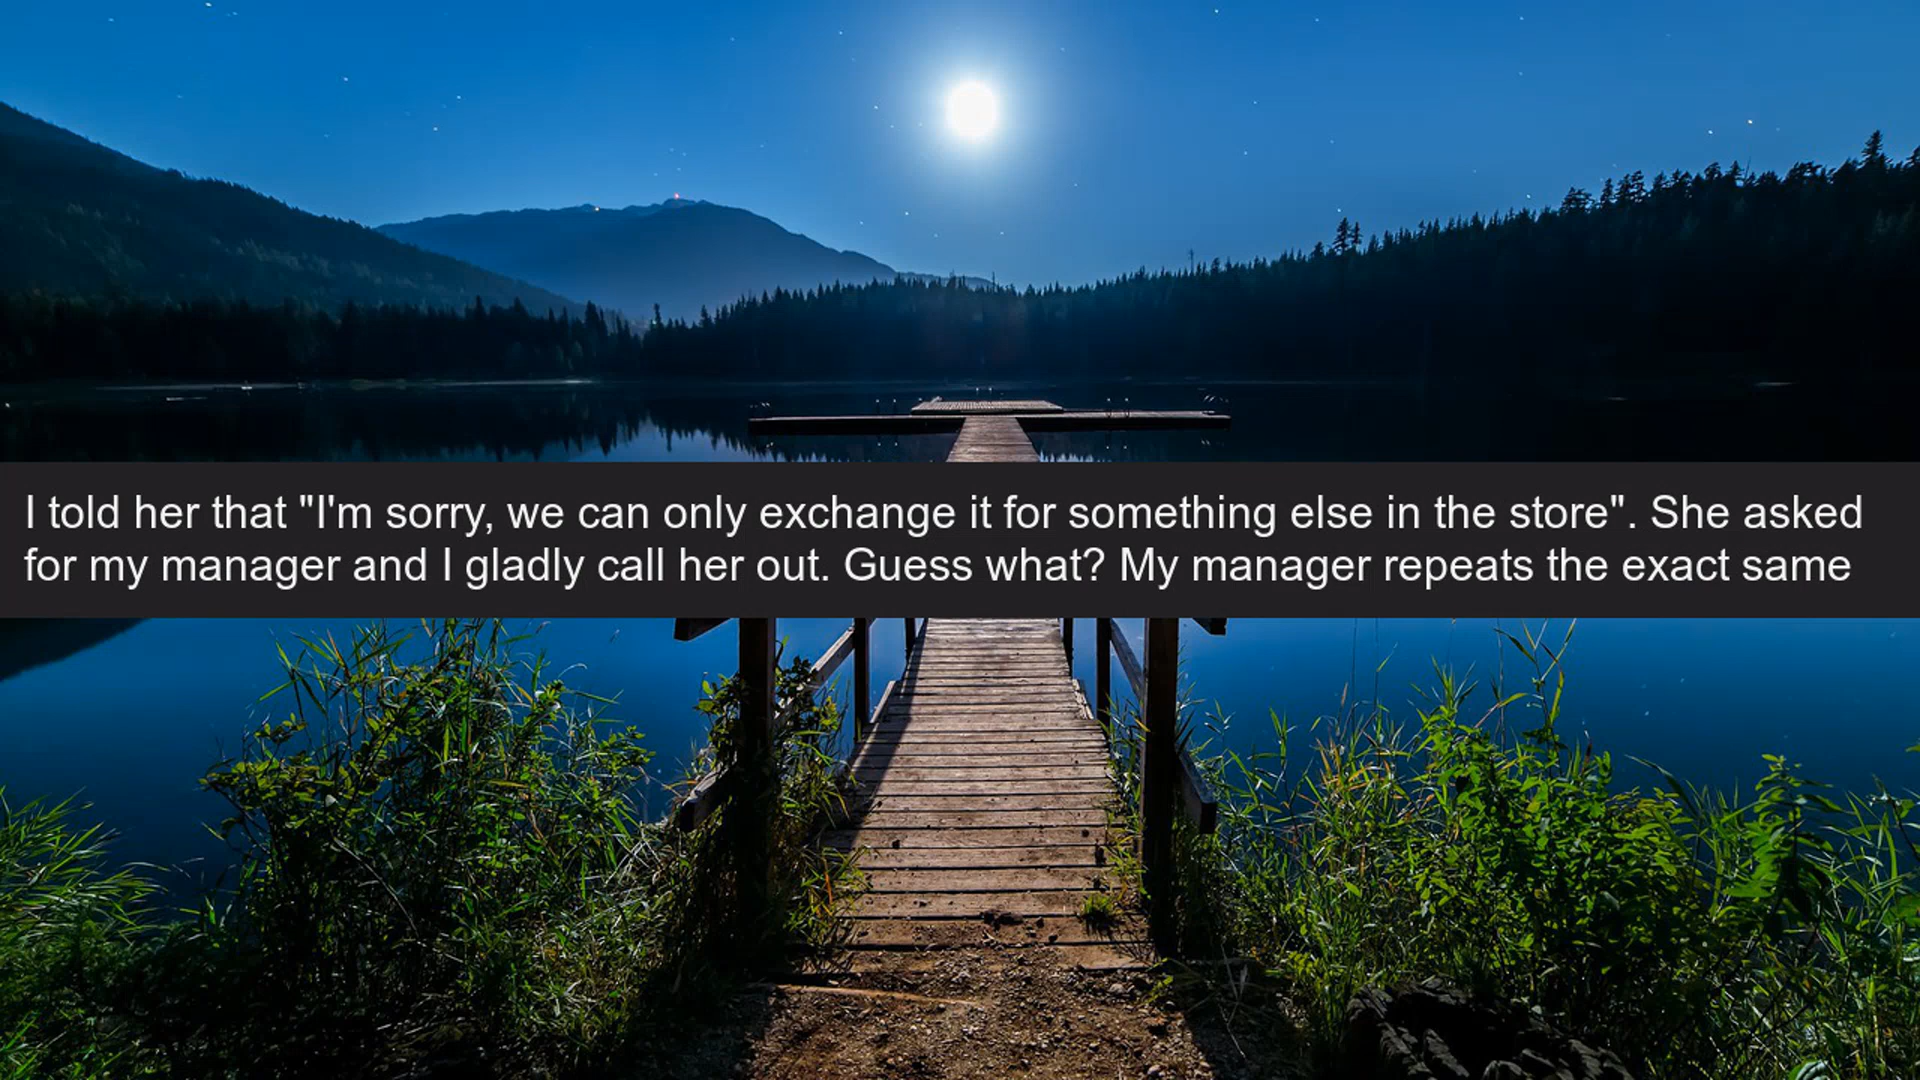 I told her that "I'm sorry, we can only exchange it for something else in the store". She asked
for my manager and I gladly call her out. Guess what? My manager repeats the exact same